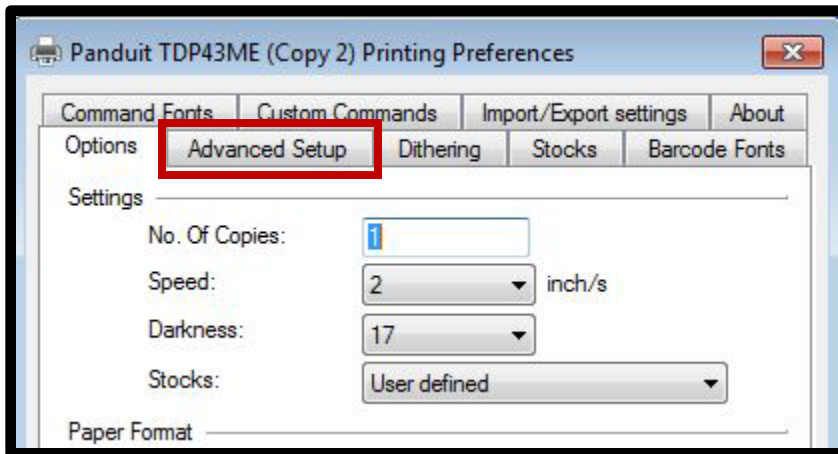 Panduit TDP43ME (Copy 2) Printing Preferences
Command Fonts Custom Commands Import/Export settings About
Options Advanced Setup Dithering Stocks Barcode Fonts
Settings
No. Of Copies: 1
Speed: 2 inch/s
Darkness: 17
Stocks: User defined
Paper Format